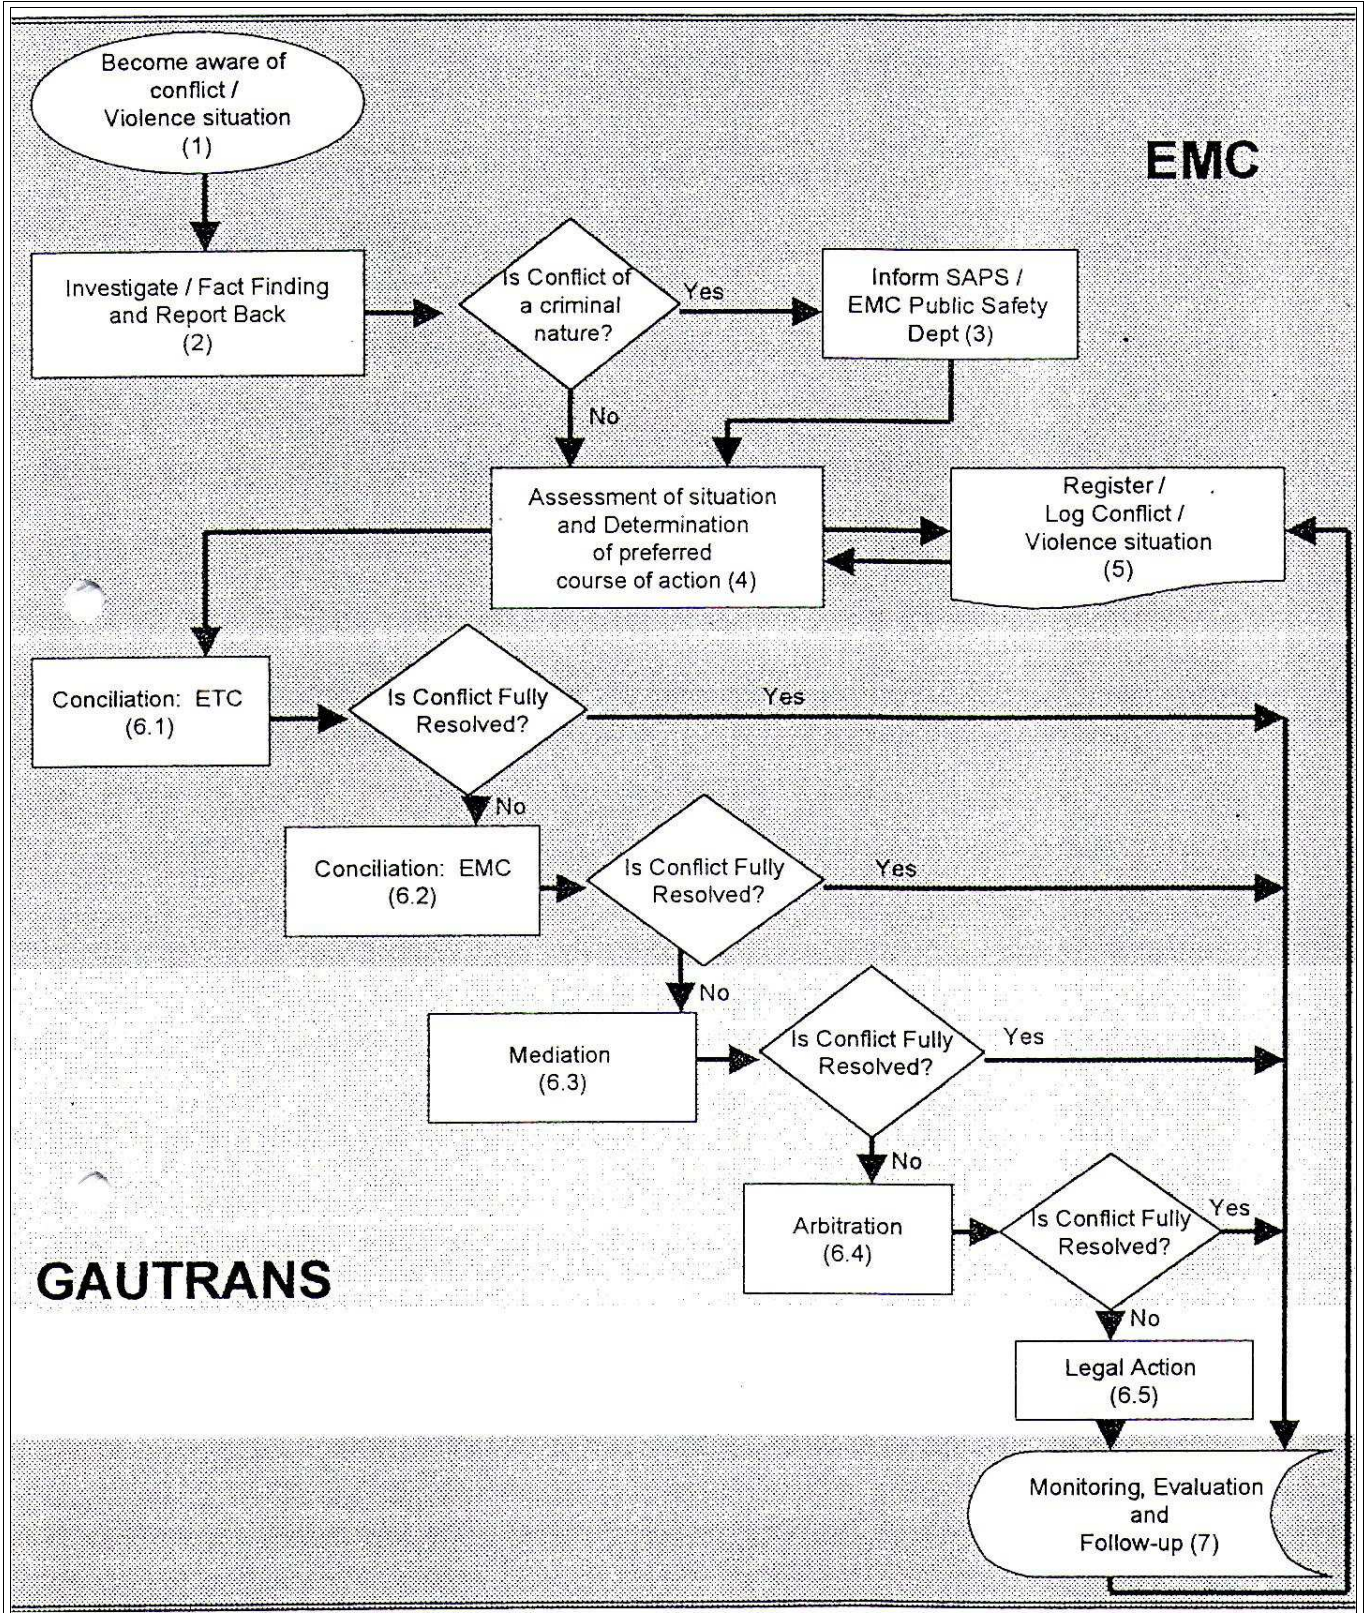 Become aware of
conflict /
Violence situation
(1)
EMC
Investigate / Fact Finding
and Report Back
(2)
Is Conflict of
a criminal
nature?
Yes
Inform SAPS /
EMC Public Safety
Dept (3)
No
Assessment of situation
and Determination
of preferred
course of action (4)
Register /
Log Conflict /
Violence situation
(5)
Conciliation: ETC
(6.1)
Is Conflict Fully
Resolved?
Yes
No
Conciliation: EMC
(6.2)
Is Conflict Fully
Resolved?
Yes
No
Mediation
(6.3)
Is Conflict Fully
Resolved?
Yes
No
Arbitration
(6.4)
Is Conflict Fully
Resolved?
Yes
GAUTRANS
No
Legal Action
(6.5)
Monitoring, Evaluation
and
Follow-up (7)